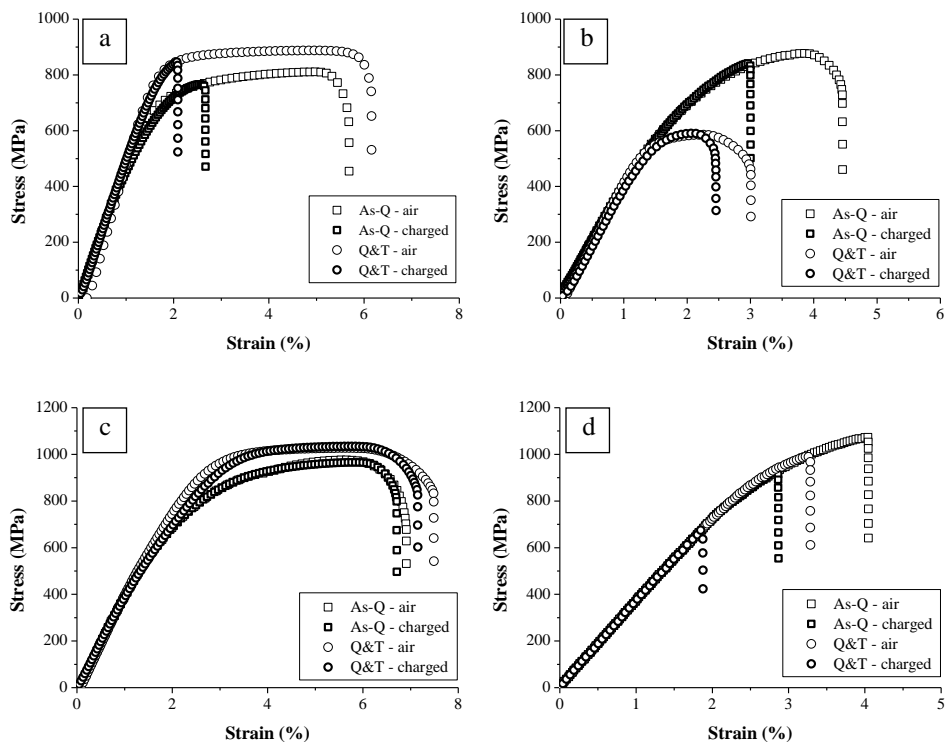 a
1000
800
600
400
200
0
Stress (MPa)
As-Q - air
As-Q - charged
Q&T - air
Q&T - charged
0 2 4 6 8
Strain (%)
b
1000
800
600
400
200
0
Stress (MPa)
As-Q - air
As-Q - charged
Q&T - air
Q&T - charged
0 1 2 3 4 5 6
Strain (%)
c
1200
1000
800
600
400
200
0
Stress (MPa)
As-Q - air
As-Q - charged
Q&T - air
Q&T - charged
0 2 4 6 8
Strain (%)
d
1200
1000
800
600
400
200
0
Stress (MPa)
As-Q - air
As-Q - charged
Q&T - air
Q&T - charged
0 1 2 3 4 5
Strain (%)